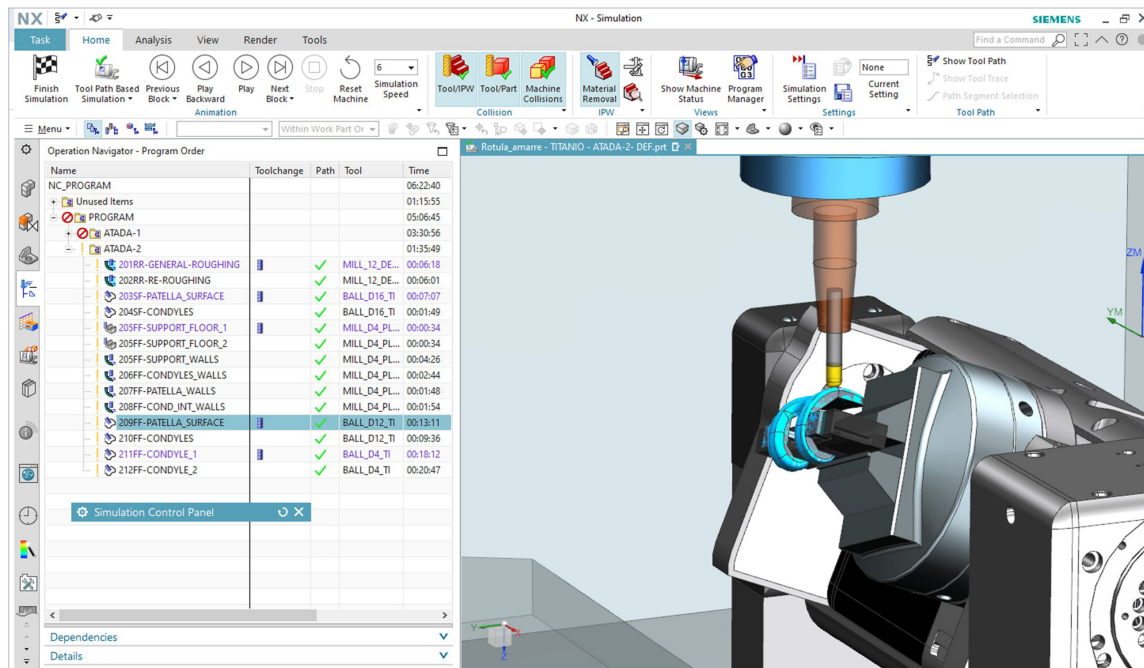 NX
NX - Simulation
SIEMENS
Task
Home
Analysis
View
Render
Tools
Find a Command
Finish Simulation
Tool Path Based Simulation
Previous Block
Play Backward
Play
Next Block
Stop
Reset Machine
6
Simulation Speed
Animation
Tool/IPW
Tool/Part
Machine Collisions
Collision
Material Removal
IPW
Show Machine Status
Program Manager
Views
Simulation Settings
None
Current Setting
Settings
Show Tool Path
Show Tool Trace
Path Segment Selection
Tool Path
Menu
Within Work Part Or
Operation Navigator - Program Order
Rotula_amarre - TITANIO - ATADA-2- DEF.prt
Name Toolchange Path Tool Time
NC_PROGRAM 06:22:40
Unused Items 01:15:55
PROGRAM 05:06:45
ATADA-1 03:30:56
ATADA-2 01:35:49
201RR-GENERAL-ROUGHING MILL_12_DE... 00:06:18
202RR-RE-ROUGHING MILL_12_DE... 00:06:01
203SF-PATELLA_SURFACE BALL_D16_TI 00:07:07
204SF-CONDYLES BALL_D16_TI 00:01:49
205FF-SUPPORT_FLOOR_1 MILL_D4_PL... 00:00:34
205FF-SUPPORT_FLOOR_2 MILL_D4_PL... 00:00:34
205FF-SUPPORT_WALLS MILL_D4_PL... 00:04:26
206FF-CONDYLES_WALLS MILL_D4_PL... 00:02:44
207FF-PATELLA_WALLS MILL_D4_PL... 00:01:48
208FF-COND_INT_WALLS MILL_D4_PL... 00:01:54
209FF-PATELLA_SURFACE BALL_D12_TI 00:13:11
210FF-CONDYLES BALL_D12_TI 00:09:36
211FF-CONDYLE_1 BALL_D4_TI 00:18:12
212FF-CONDYLE_2 BALL_D4_TI 00:20:47
Simulation Control Panel
Dependencies
Details
ZM
YM
Y
X
Z